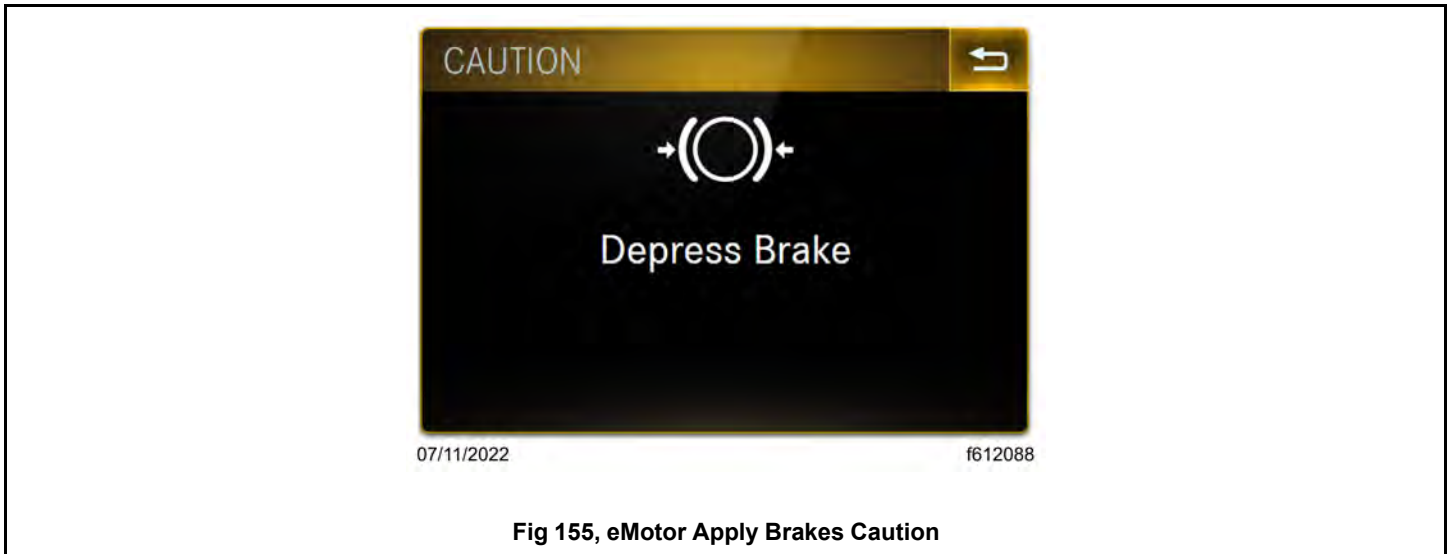 CAUTION
Depress Brake
07/11/2022 f612088
Fig 155, eMotor Apply Brakes Caution